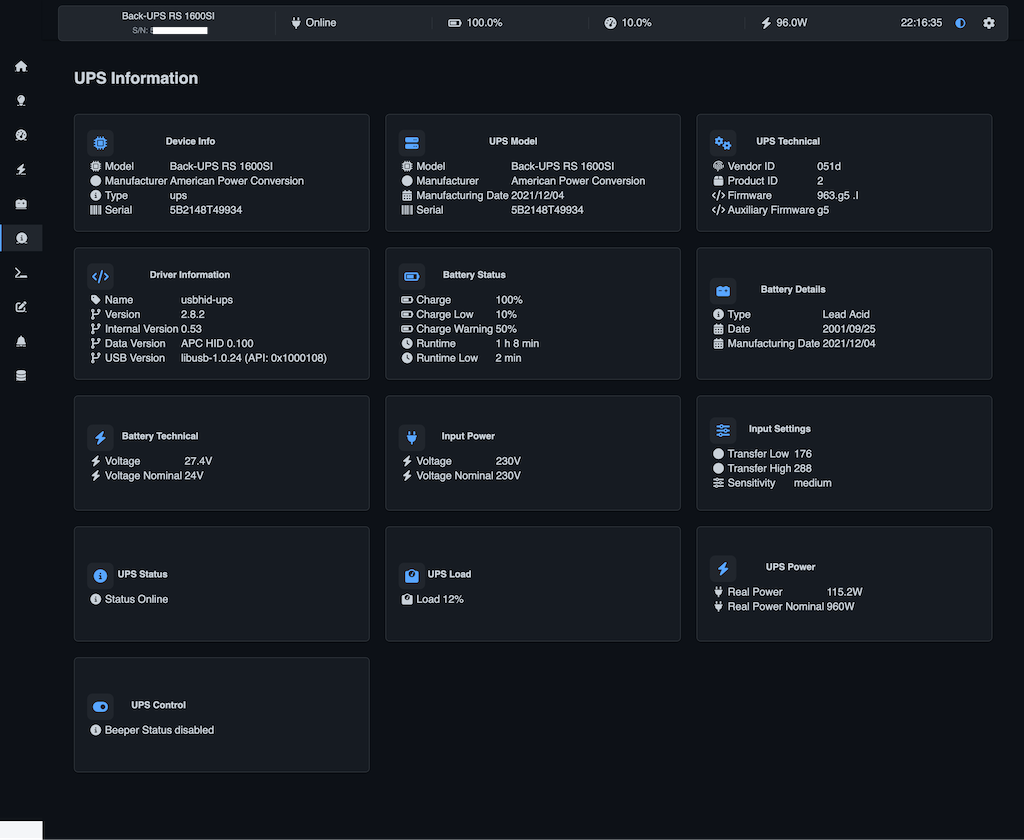 Back-UPS RS 1600SI
S/N:
Online
100.0%
10.0%
96.0W
22:16:35
UPS Information
Device Info
Model Back-UPS RS 1600SI
Manufacturer American Power Conversion
Type ups
Serial 5B2148T49934
UPS Model
Model Back-UPS RS 1600SI
Manufacturer American Power Conversion
Manufacturing Date 2021/12/04
Serial 5B2148T49934
UPS Technical
Vendor ID 051d
Product ID 2
Firmware 963.g5 .I
Auxiliary Firmware g5
Driver Information
Name usbhid-ups
Version 2.8.2
Internal Version 0.53
Data Version APC HID 0.100
USB Version libusb-1.0.24 (API: 0x1000108)
Battery Status
Charge 100%
Charge Low 10%
Charge Warning 50%
Runtime 1 h 8 min
Runtime Low 2 min
Battery Details
Type Lead Acid
Date 2001/09/25
Manufacturing Date 2021/12/04
Battery Technical
Voltage 27.4V
Voltage Nominal 24V
Input Power
Voltage 230V
Voltage Nominal 230V
Input Settings
Transfer Low 176
Transfer High 288
Sensitivity medium
UPS Status
Status Online
UPS Load
Load 12%
UPS Power
Real Power 115.2W
Real Power Nominal 960W
UPS Control
Beeper Status disabled